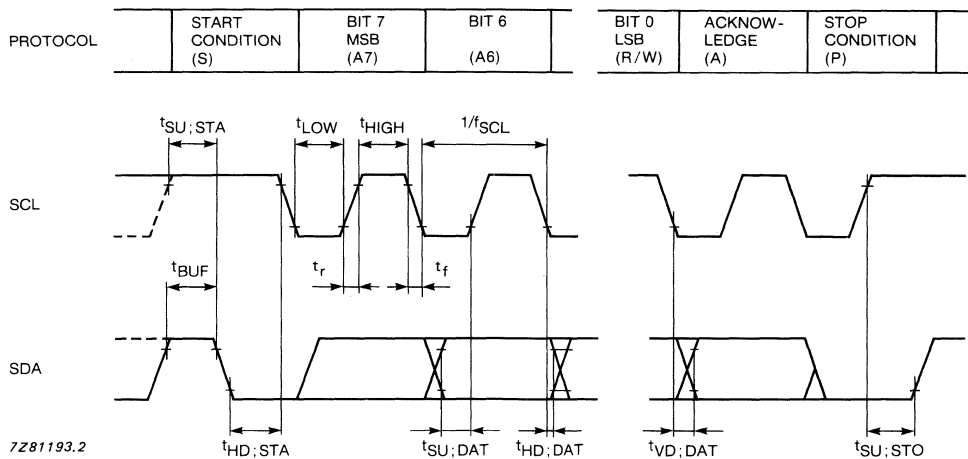 PROTOCOL
START
CONDITION
(S)
BIT 7
MSB
(A7)
BIT 6
(A6)
BIT 0
LSB
(R/W)
ACKNOW-
LEDGE
(A)
STOP
CONDITION
(P)
tSU;STA
tLOW
tHIGH
1/fSCL
SCL
tBUF
tr
tf
SDA
tHD;STA
tSU;DAT
tHD;DAT
tVD;DAT
tSU;STO
7Z81193.2